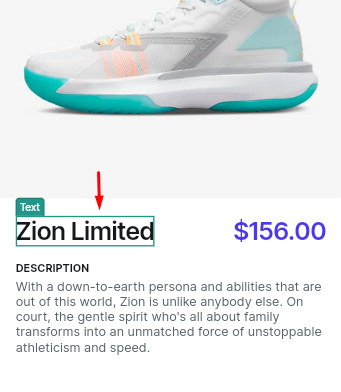 Text
Zion Limited
$156.00
DESCRIPTION
With a down-to-earth persona and abilities that are
out of this world, Zion is unlike anybody else. On
court, the gentle spirit who's all about family
transforms into an unmatched force of unstoppable
athleticism and speed.